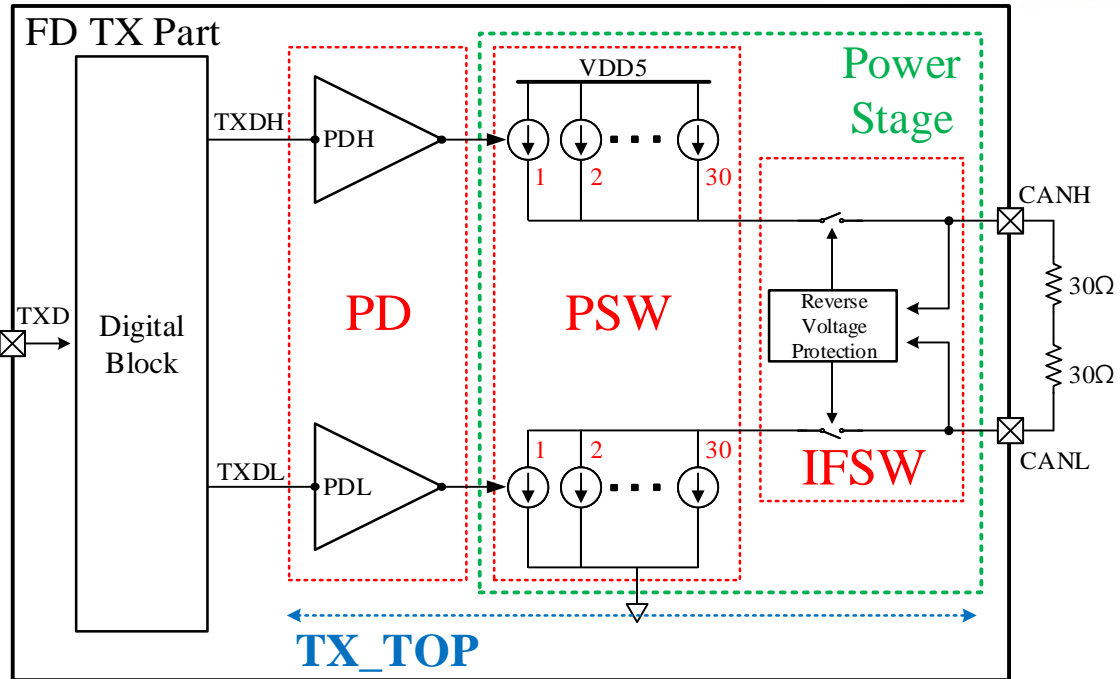 FD TX Part
VDD5
Power
Stage
TXDH
PDH
1
2
30
CANH
TXD
Digital
Block
PD
PSW
Reverse
Voltage
Protection
30Ω
30Ω
1
2
30
IFSW
CANL
TXDL
PDL
TX_TOP